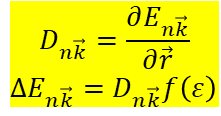 $D_{n\vec{k}} = \frac{\partial E_{n\vec{k}}}{\partial \vec{r}}$
$\Delta E_{n\vec{k}} = D_{n\vec{k}} f(\varepsilon)$